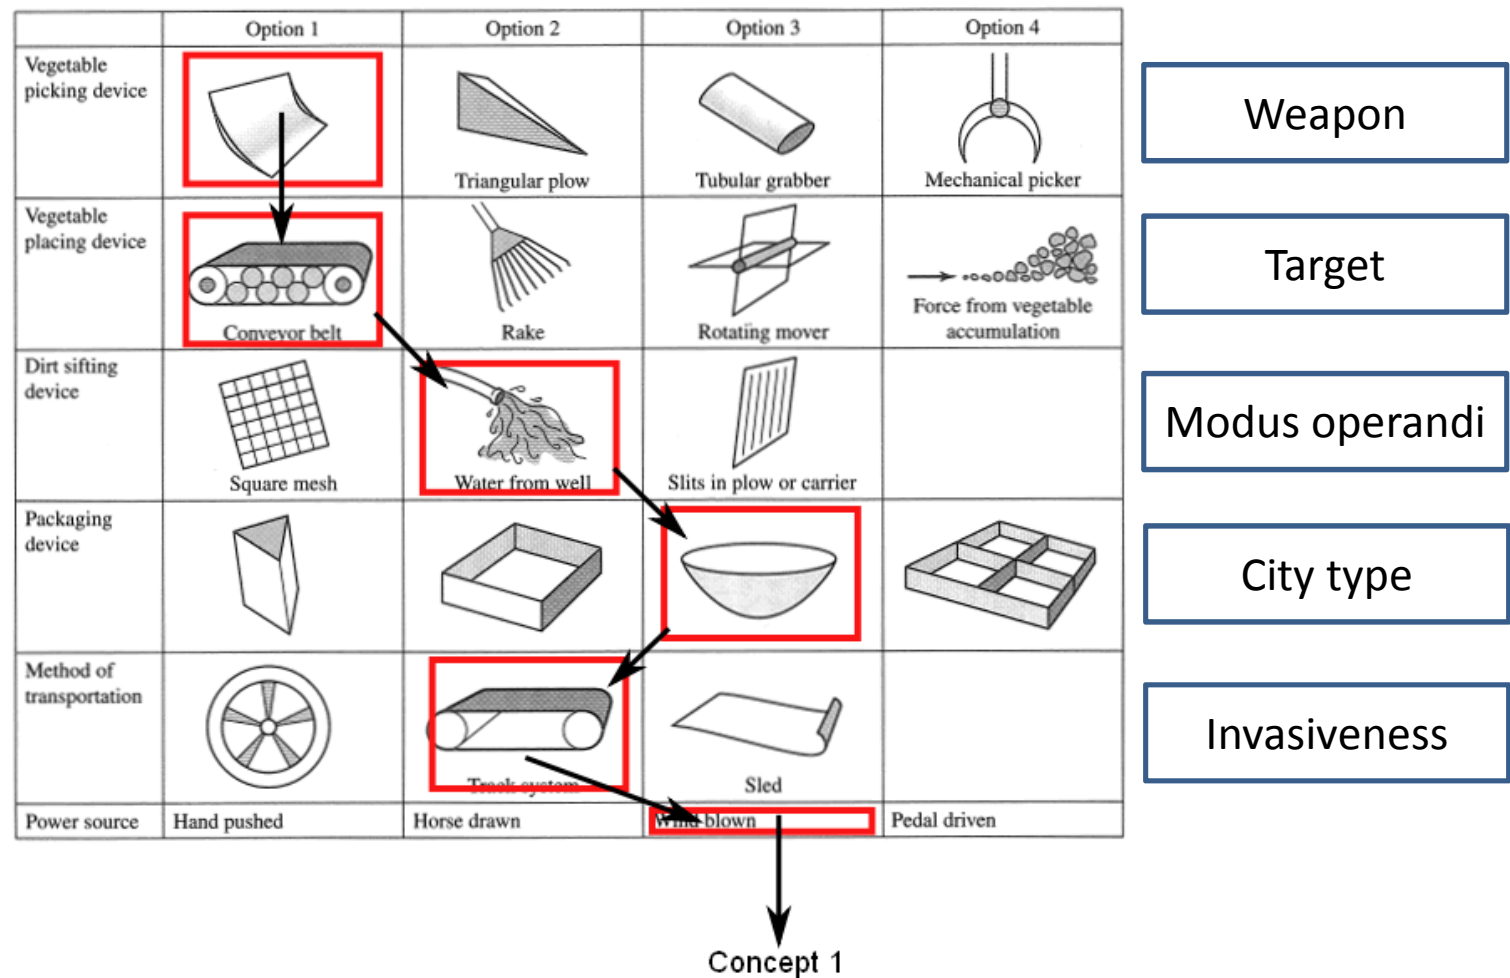 Option 1
Option 2
Option 3
Option 4
Vegetable
picking device
Triangular plow
Tubular grabber
Mechanical picker
Weapon
Vegetable
placing device
Conveyor belt
Rake
Rotating mover
Force from vegetable
accumulation
Target
Dirt sifting
device
Square mesh
Water from well
Slits in plow or carrier
Modus operandi
Packaging
device
City type
Method of
transportation
Track system
Sled
Invasiveness
Power source
Hand pushed
Horse drawn
Wind blown
Pedal driven
Concept 1